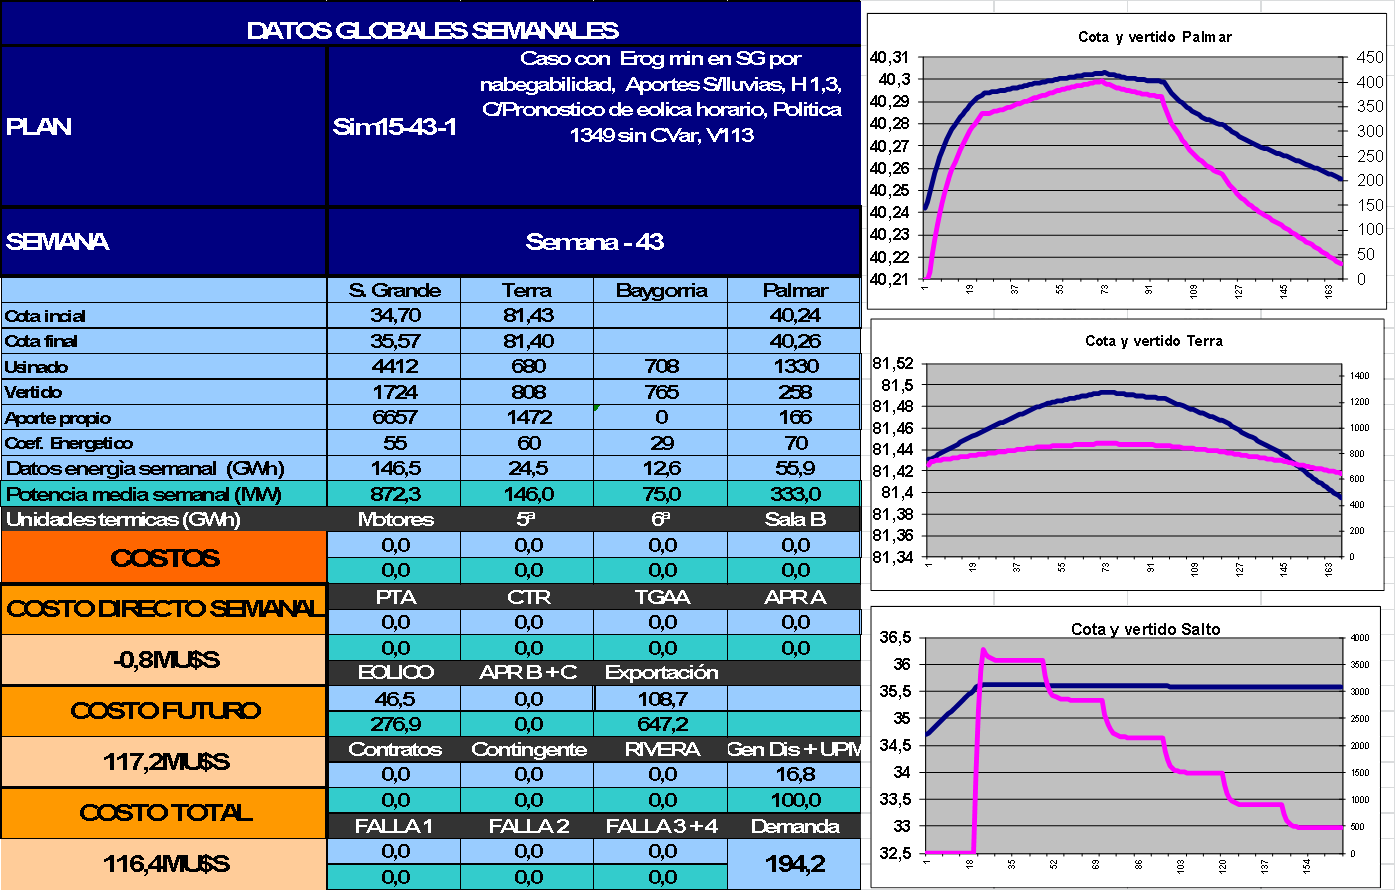 DATOS GLOBALES SEMANALES
PLAN
Sim15-43-1
Caso con Erog min en SG por
nabegabilidad, Aportes S/lluvias, H 1,3,
C/Pronostico de eolica horario, Politica
1349 sin CVar, V113
SEMANA
Semana - 43
S. Grande Terra Baygorria Palmar
Cota incial 34,70 81,43 40,24
Cota final 35,57 81,40 40,26
Usinado 4412 680 708 1330
Vertido 1724 808 765 258
Aporte propio 6657 1472 0 166
Coef. Energetico 55 60 29 70
Datos energìa semanal (GWh) 146,5 24,5 12,6 55,9
Potencia media semanal (MW) 872,3 146,0 75,0 333,0
Unidades termicas (GWh) Motores 5ª 6ª Sala B
COSTOS
0,0 0,0 0,0 0,0
0,0 0,0 0,0 0,0
COSTO DIRECTO SEMANAL
PTA CTR TGAA APR A
0,0 0,0 0,0 0,0
-0,8MU$S
0,0 0,0 0,0 0,0
EOLICO APR B + C Exportación
COSTO FUTURO
46,5 0,0 108,7
276,9 0,0 647,2
117,2MU$S
Contratos Contingente RIVERA Gen Dis + UPM
0,0 0,0 0,0 16,8
COSTO TOTAL
0,0 0,0 0,0 100,0
FALLA 1 FALLA 2 FALLA 3 + 4 Demanda
116,4MU$S
0,0 0,0 0,0 194,2
0,0 0,0 0,0
Cota y vertido Palmar
40,31 450
40,3 400
40,29 350
40,28 300
40,27
40,26 250
40,25 200
40,24 150
40,23 100
40,22 50
40,21 0
1 19 37 55 73 91 109 127 145 163
Cota y vertido Terra
81,52 1400
81,5 1200
81,48
81,46 1000
81,44 800
81,42 600
81,4 400
81,38 200
81,36
81,34 0
1 19 37 55 73 91 109 127 145 163
Cota y vertido Salto
36,5 4000
36 3500
35,5 3000
35 2500
34,5 2000
34 1500
33,5 1000
33 500
32,5 0
1 18 35 52 69 86 103 120 137 154